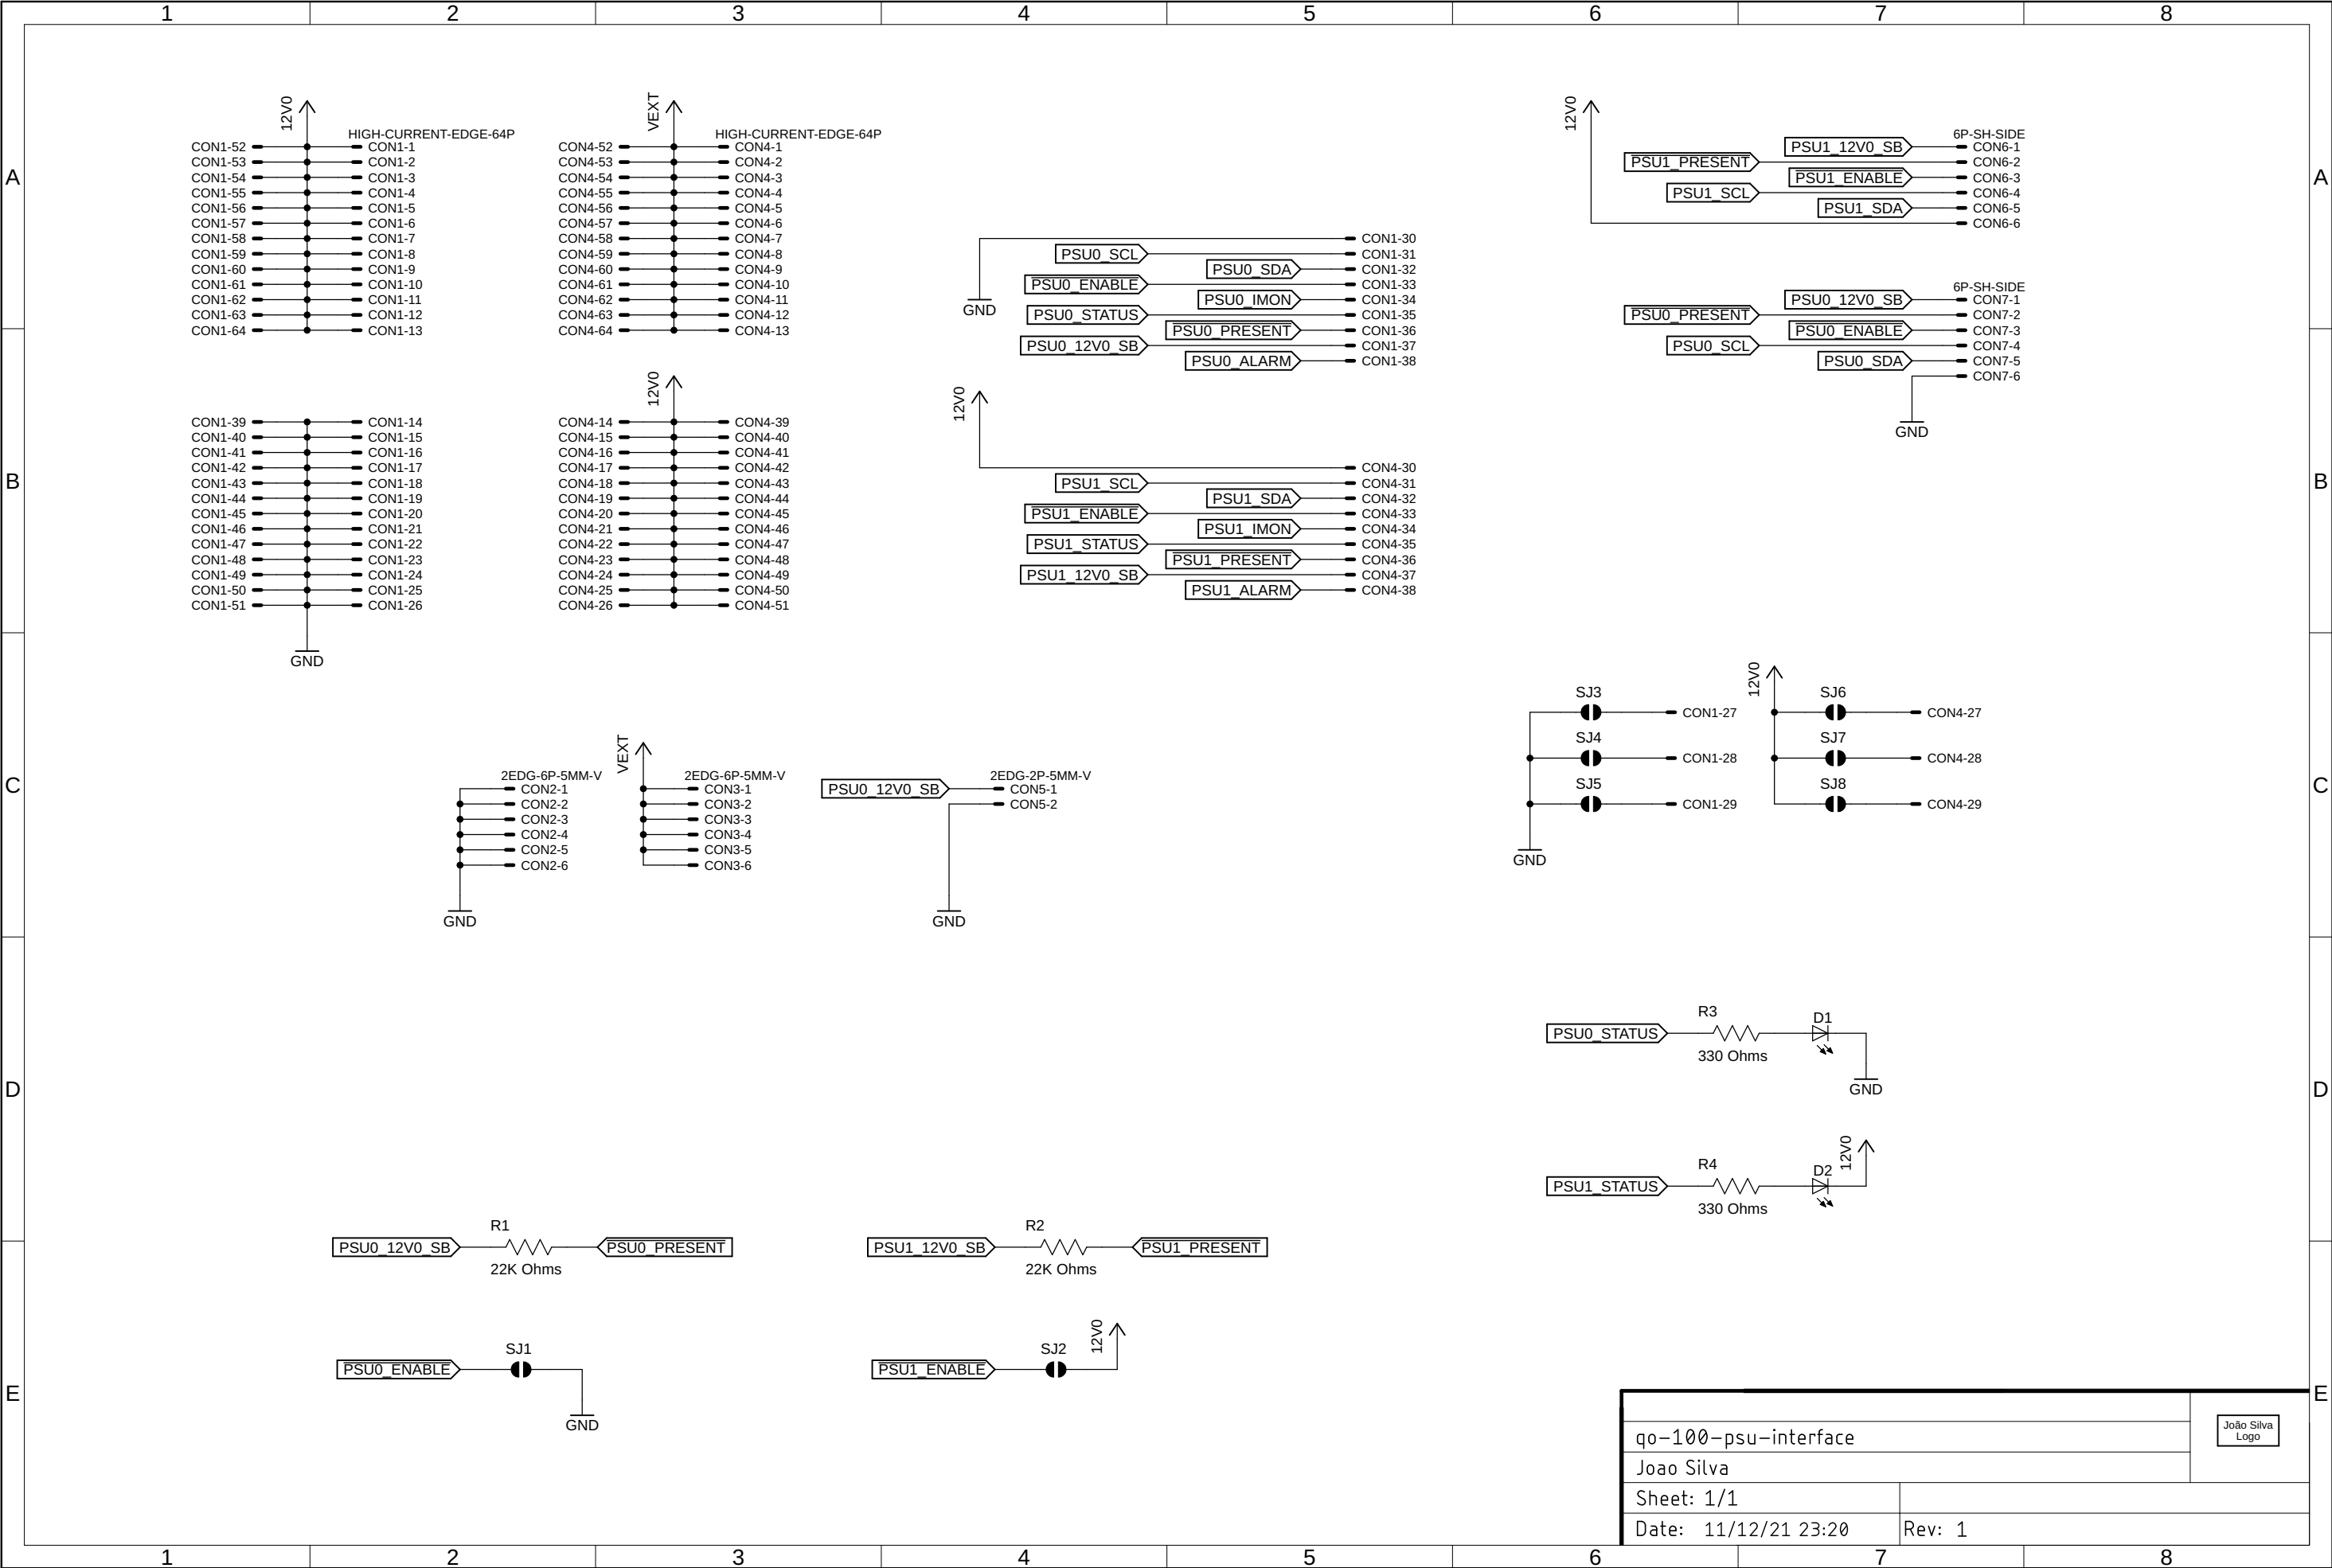 1 2 3 4 5 6 7 8
A A
B B
C C
D D
E E
12V0
HIGH-CURRENT-EDGE-64P
CON1-52 CON1-1
CON1-53 CON1-2
CON1-54 CON1-3
CON1-55 CON1-4
CON1-56 CON1-5
CON1-57 CON1-6
CON1-58 CON1-7
CON1-59 CON1-8
CON1-60 CON1-9
CON1-61 CON1-10
CON1-62 CON1-11
CON1-63 CON1-12
CON1-64 CON1-13
VEXT
HIGH-CURRENT-EDGE-64P
CON4-52 CON4-1
CON4-53 CON4-2
CON4-54 CON4-3
CON4-55 CON4-4
CON4-56 CON4-5
CON4-57 CON4-6
CON4-58 CON4-7
CON4-59 CON4-8
CON4-60 CON4-9
CON4-61 CON4-10
CON4-62 CON4-11
CON4-63 CON4-12
CON4-64 CON4-13
GND
CON1-30
PSU0_SCL CON1-31
PSU0_SDA CON1-32
PSU0_ENABLE CON1-33
PSU0_IMON CON1-34
PSU0_STATUS CON1-35
PSU0_PRESENT CON1-36
PSU0_12V0_SB CON1-37
PSU0_ALARM CON1-38
12V0
6P-SH-SIDE
PSU1_12V0_SB CON6-1
PSU1_PRESENT CON6-2
PSU1_ENABLE CON6-3
PSU1_SCL CON6-4
PSU1_SDA CON6-5
CON6-6
6P-SH-SIDE
PSU0_12V0_SB CON7-1
PSU0_PRESENT CON7-2
PSU0_ENABLE CON7-3
PSU0_SCL CON7-4
PSU0_SDA CON7-5
CON7-6
GND
CON1-39 CON1-14
CON1-40 CON1-15
CON1-41 CON1-16
CON1-42 CON1-17
CON1-43 CON1-18
CON1-44 CON1-19
CON1-45 CON1-20
CON1-46 CON1-21
CON1-47 CON1-22
CON1-48 CON1-23
CON1-49 CON1-24
CON1-50 CON1-25
CON1-51 CON1-26
GND
12V0
CON4-14 CON4-39
CON4-15 CON4-40
CON4-16 CON4-41
CON4-17 CON4-42
CON4-18 CON4-43
CON4-19 CON4-44
CON4-20 CON4-45
CON4-21 CON4-46
CON4-22 CON4-47
CON4-23 CON4-48
CON4-24 CON4-49
CON4-25 CON4-50
CON4-26 CON4-51
12V0
CON4-30
PSU1_SCL CON4-31
PSU1_SDA CON4-32
PSU1_ENABLE CON4-33
PSU1_IMON CON4-34
PSU1_STATUS CON4-35
PSU1_PRESENT CON4-36
PSU1_12V0_SB CON4-37
PSU1_ALARM CON4-38
2EDG-6P-5MM-V
CON2-1
CON2-2
CON2-3
CON2-4
CON2-5
CON2-6
GND
VEXT
2EDG-6P-5MM-V
CON3-1
CON3-2
CON3-3
CON3-4
CON3-5
CON3-6
2EDG-2P-5MM-V
PSU0_12V0_SB CON5-1
CON5-2
GND
SJ3
CON1-27
SJ4
CON1-28
SJ5
CON1-29
GND
12V0
SJ6
CON4-27
SJ7
CON4-28
SJ8
CON4-29
R3 D1
PSU0_STATUS
330 Ohms
GND
12V0
R4 D2
PSU1_STATUS
330 Ohms
R1
PSU0_12V0_SB PSU0_PRESENT
22K Ohms
R2
PSU1_12V0_SB PSU1_PRESENT
22K Ohms
SJ1
PSU0_ENABLE
GND
SJ2 12V0
PSU1_ENABLE
João Silva
Logo
qo-100-psu-interface
Joao Silva
Sheet: 1/1
Date: 11/12/21 23:20 Rev: 1
1 2 3 4 5 6 7 8